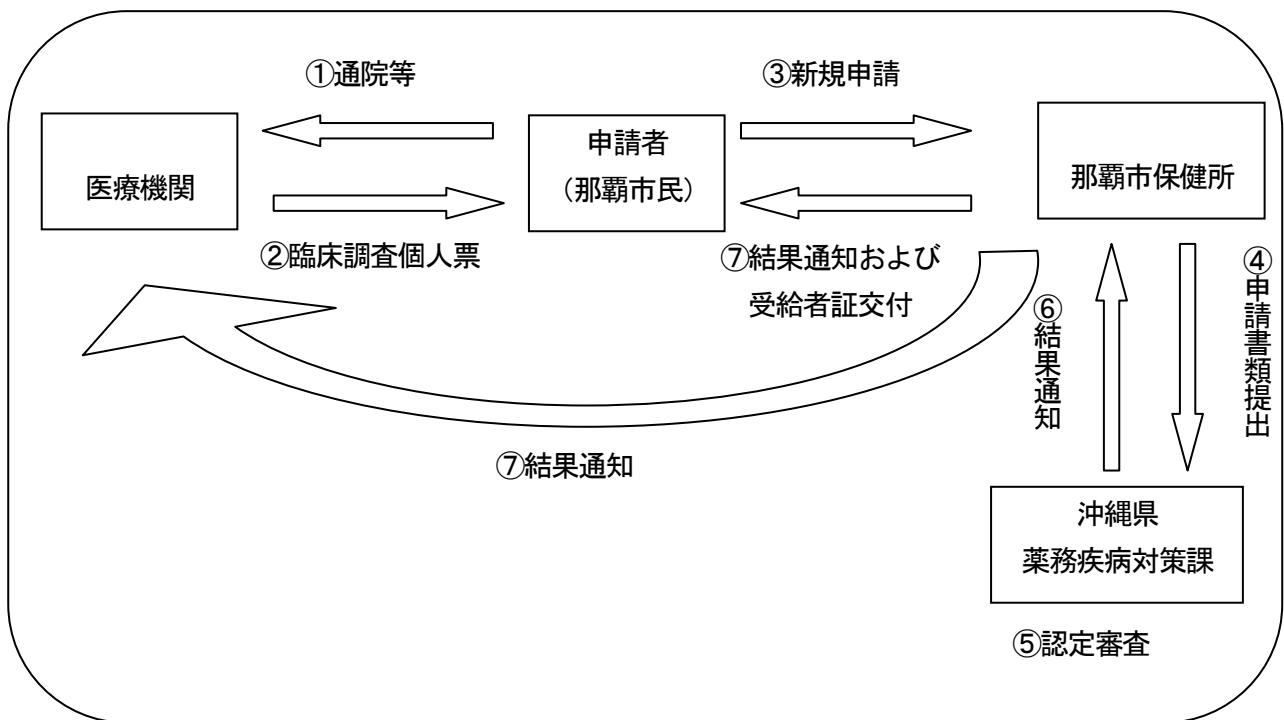 ①通院等
③新規申請
医療機関
申請者
（那覇市民）
那覇市保健所
②臨床調査個人票
⑦結果通知および
受給者証交付
⑥結果通知
④申請書類提出
⑦結果通知
沖縄県
薬務疾病対策課
⑤認定審査